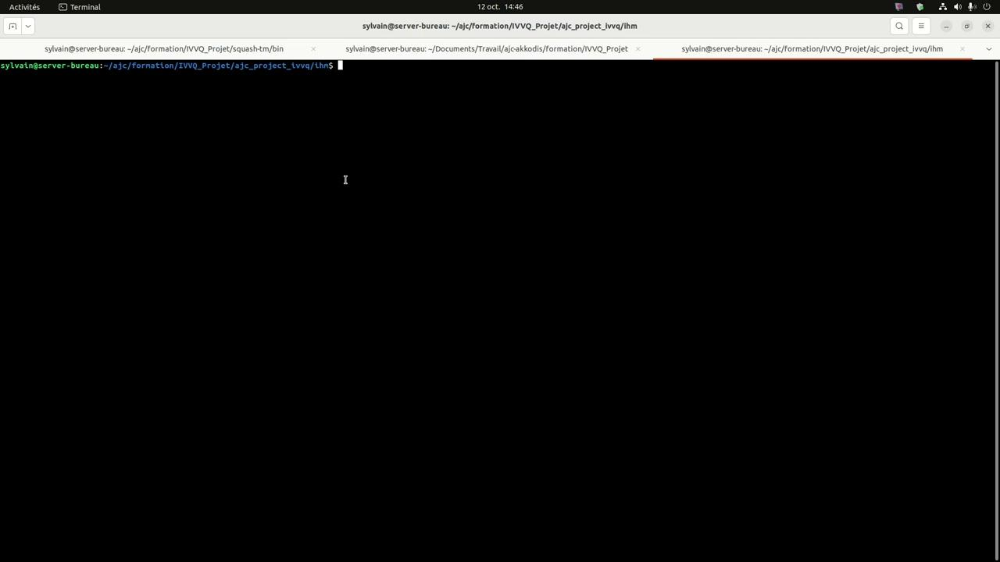 Activités Terminal 12 oct. 14:46
sylvain@server-bureau: ~/ajc/formation/IVVQ_Projet/ajc_project_ivvq/ihm
sylvain@server-bureau: ~/ajc/formation/IVVQ_Projet/squash-tm/bin × sylvain@server-bureau: ~/Documents/Travail/ajc-akkodis/formation/IVVQ_Projet × sylvain@server-bureau: ~/ajc/formation/IVVQ_Projet/ajc_project_ivvq/ihm ×
sylvain@server-bureau:~/ajc/formation/IVVQ_Projet/ajc_project_ivvq/ihm$